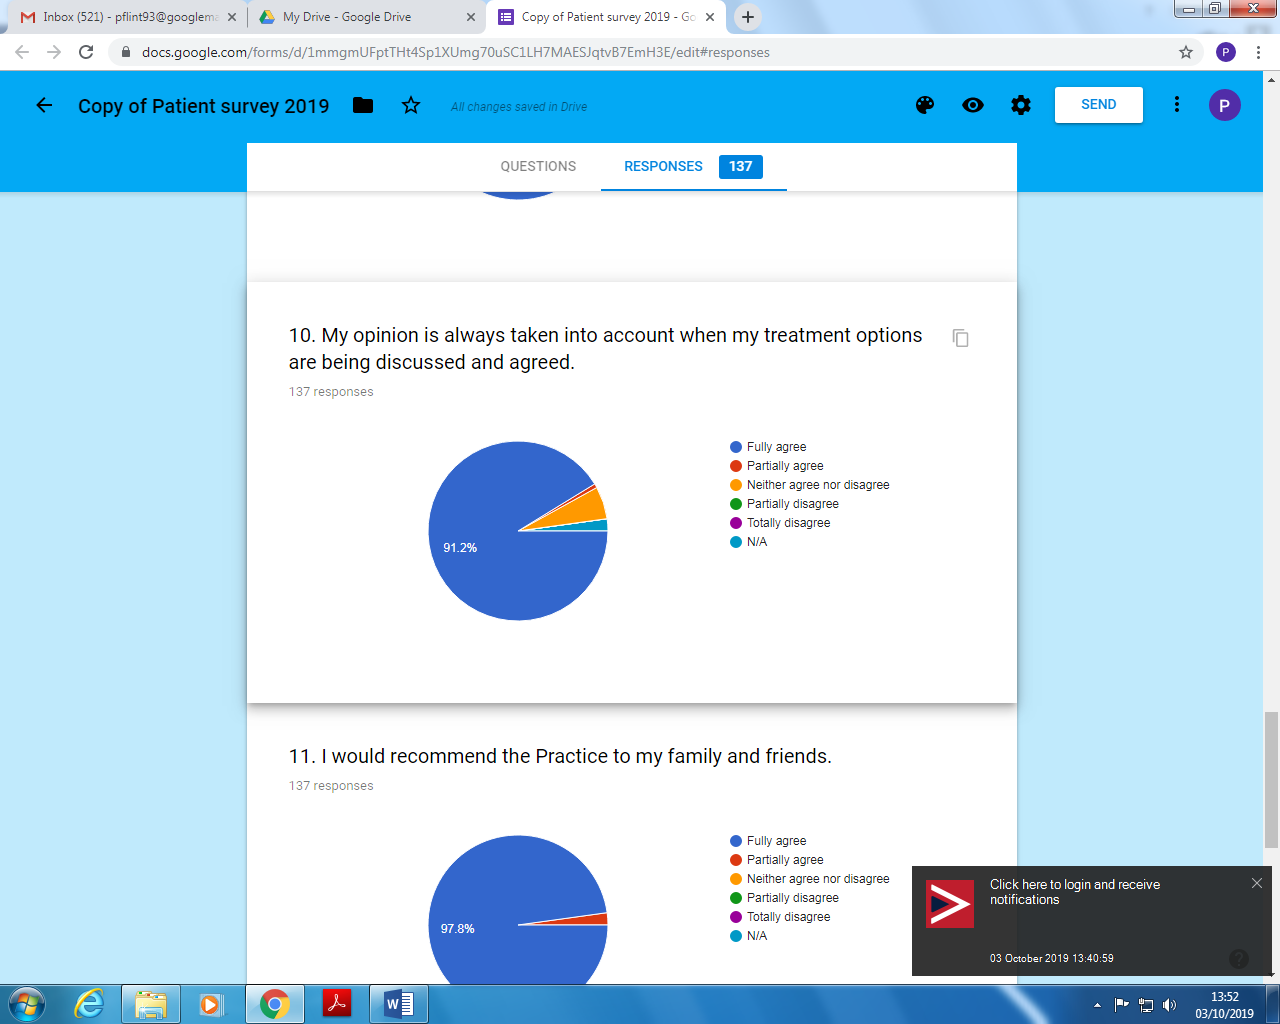 Inbox (521) - pflint93@googlema
My Drive - Google Drive
Copy of Patient survey 2019 - Go
docs.google.com/forms/d/1mmgmUFptTHt4Sp1XUmg70uSC1LH7MAESJqtvB7EmH3E/edit#responses
P
Copy of Patient survey 2019
All changes saved in Drive
SEND
P
QUESTIONS
RESPONSES 137
10. My opinion is always taken into account when my treatment options
are being discussed and agreed.
137 responses
Fully agree
Partially agree
Neither agree nor disagree
Partially disagree
Totally disagree
N/A
91.2%
11. I would recommend the Practice to my family and friends.
137 responses
Fully agree
Partially agree
Neither agree nor disagree
Partially disagree
Totally disagree
N/A
97.8%
Click here to login and receive
notifications
03 October 2019 13:40:59
13:52
03/10/2019